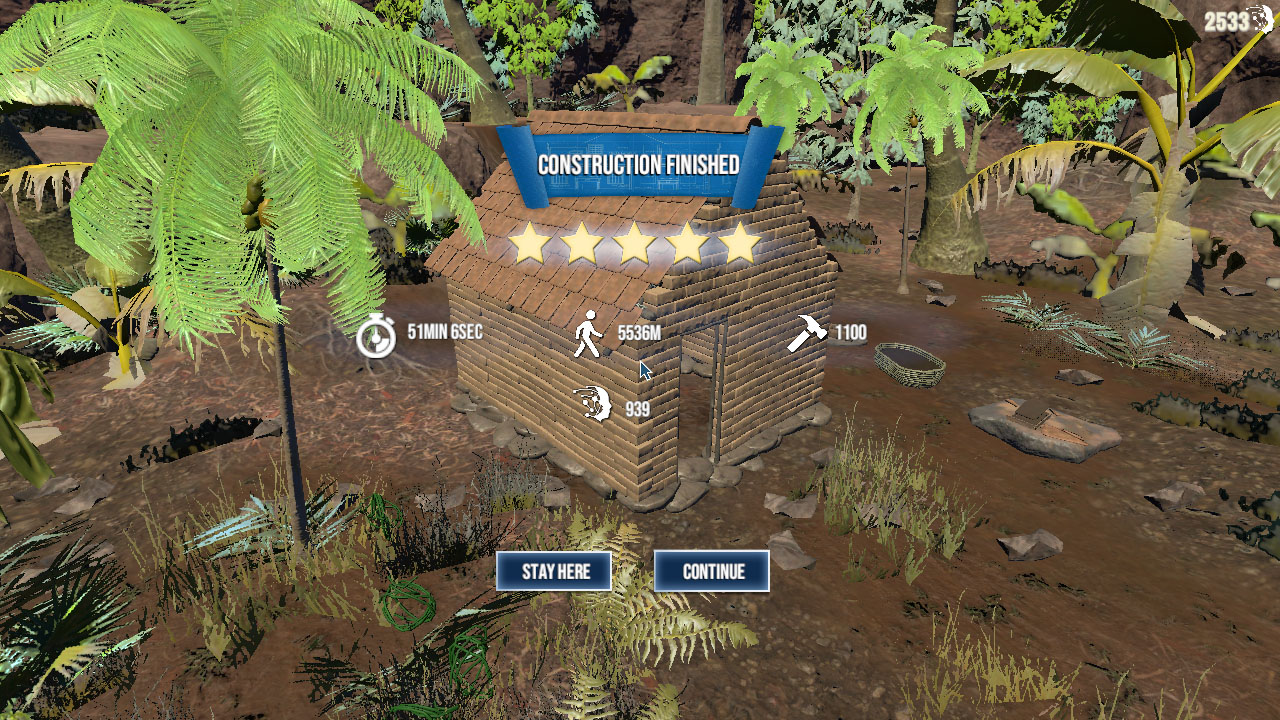 2533
CONSTRUCTION FINISHED
51MIN 6SEC
5536M
1100
939
STAY HERE
CONTINUE